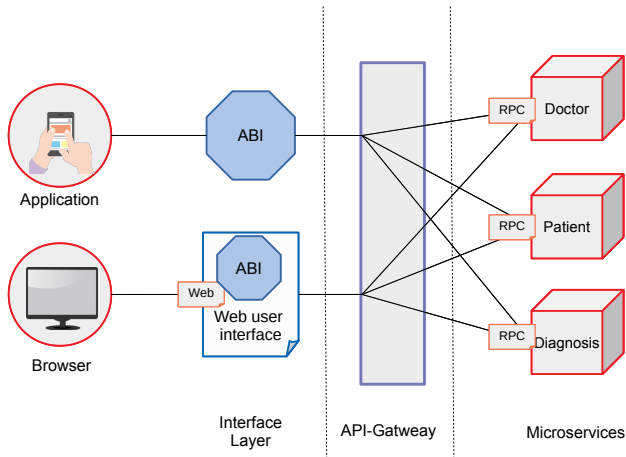 ABI
RPC
Doctor
Application
RPC
Patient
ABI
Web
Web user
interface
RPC
Diagnosis
Browser
Interface
Layer
API-Gatweay
Microservices